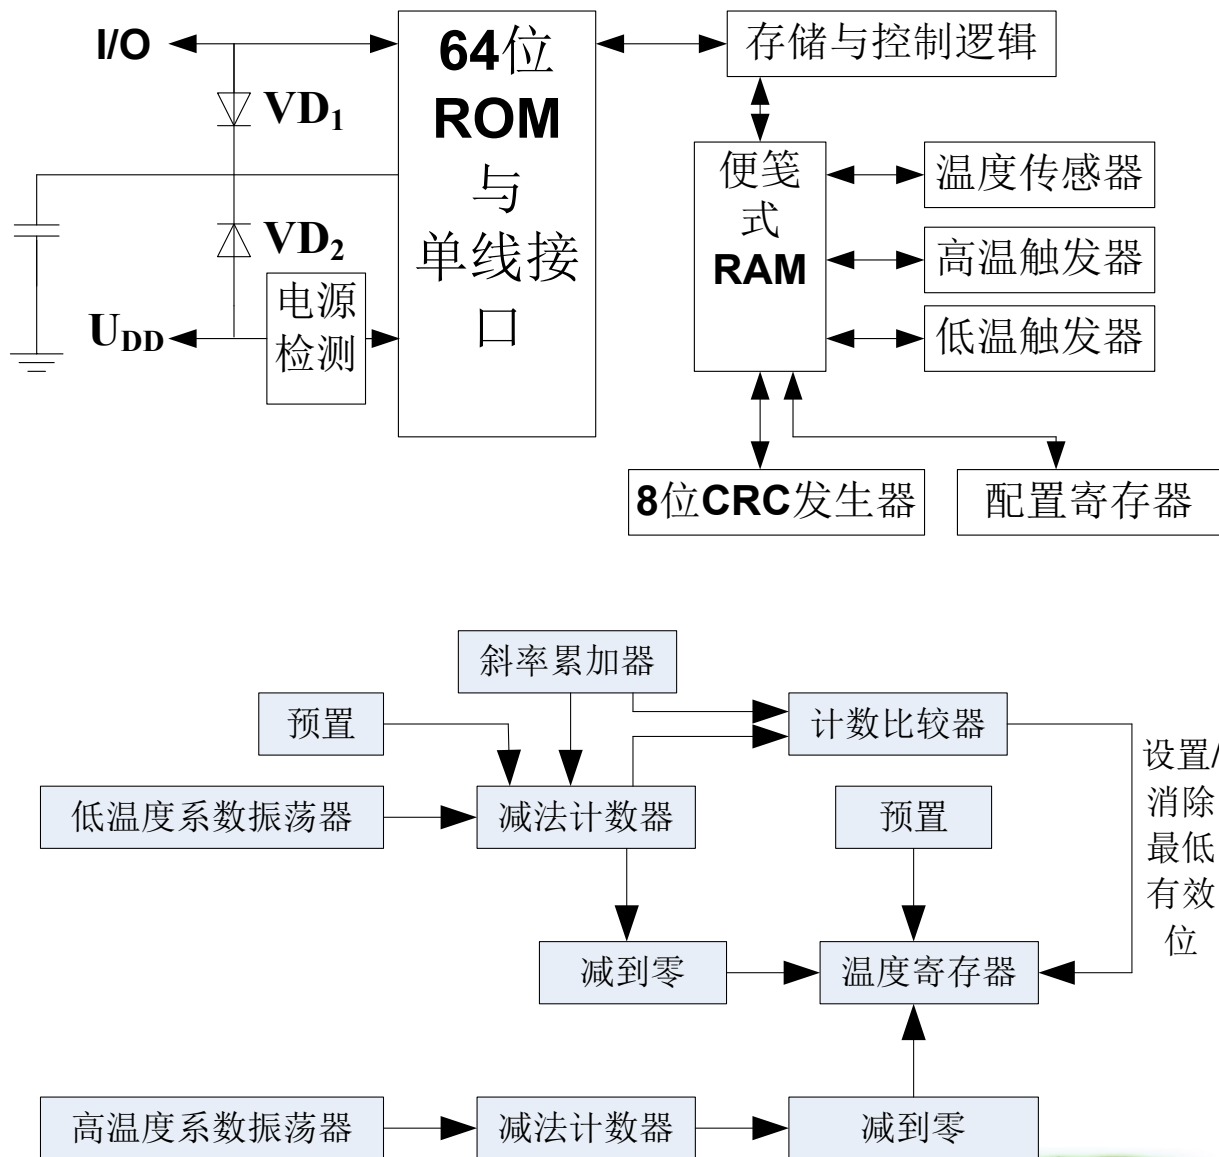 I/O
VD₁
VD₂
U_DD
电源
检测
64位
ROM
与
单线接
口
存储与控制逻辑
便笺
式
RAM
温度传感器
高温触发器
低温触发器
8位CRC发生器
配置寄存器
斜率累加器
预置
计数比较器
低温度系数振荡器
减法计数器
预置
设置/
消除
最低
有效
位
减到零
温度寄存器
高温度系数振荡器
减法计数器
减到零